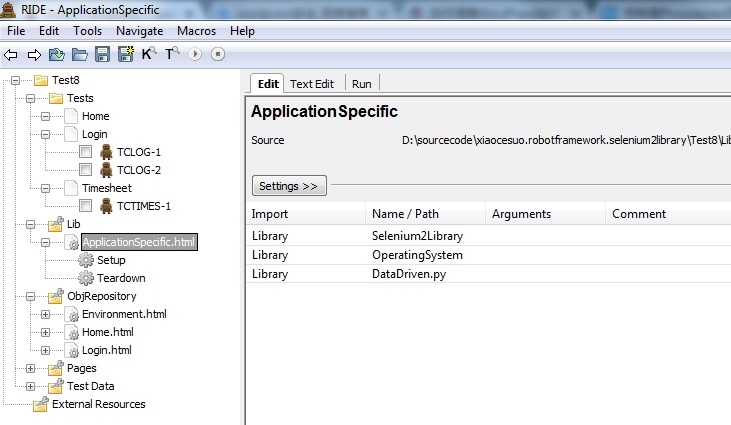 RIDE - ApplicationSpecific
File Edit Tools Navigate Macros Help
K T
Test8
Tests
Home
Login
TCLOG-1
TCLOG-2
Timesheet
TCTIMES-1
Lib
ApplicationSpecific.html
Setup
Teardown
ObjRepository
Environment.html
Home.html
Login.html
Pages
Test Data
External Resources
Edit Text Edit Run
ApplicationSpecific
Source D:\sourcecode\xiaocesuo.robotframework.selenium2library\Test8\Lib
Settings >>
Import Name / Path Arguments Comment
Library Selenium2Library
Library OperatingSystem
Library DataDriven.py